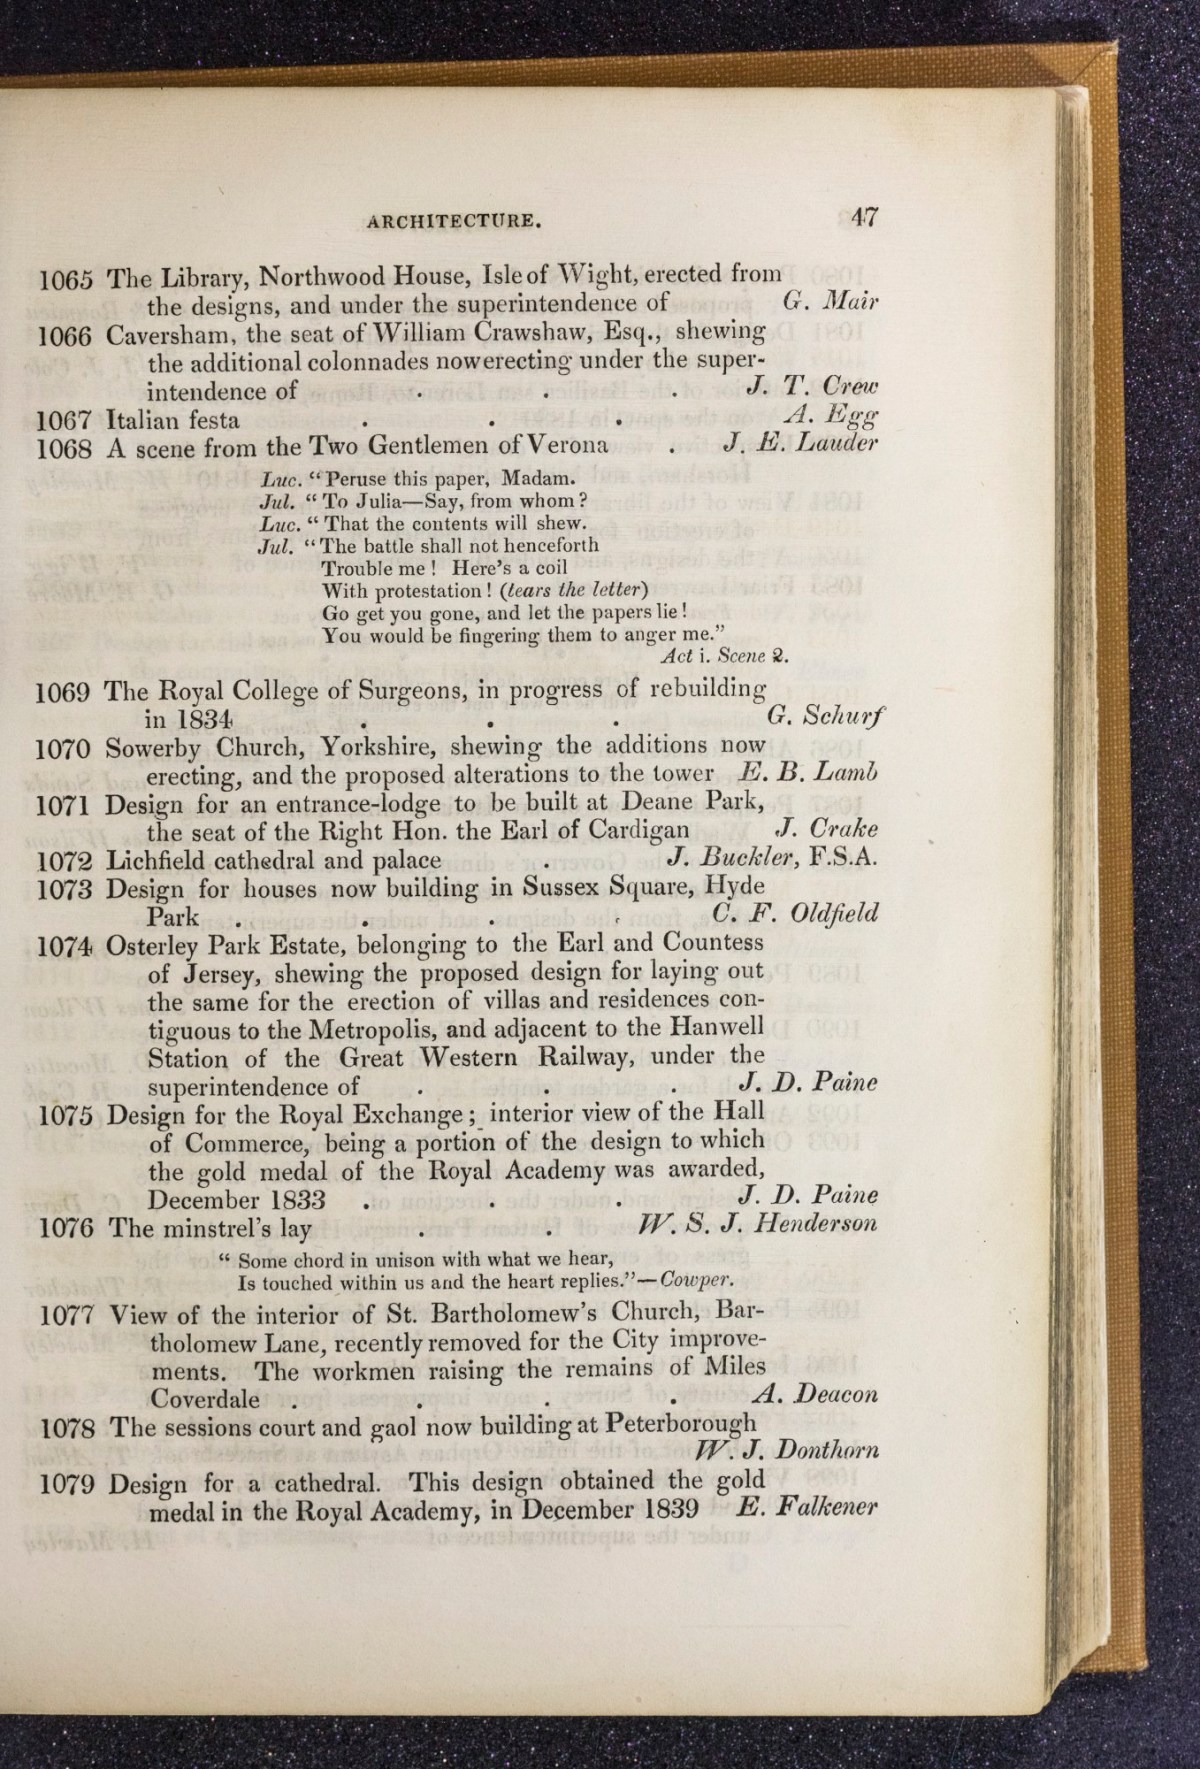 ARCHITECTURE. 47
1065 The Library, Northwood House, Isle of Wight, erected from
the designs, and under the superintendence of G. Mair
1066 Caversham, the seat of William Crawshaw, Esq., shewing
the additional colonnades now erecting under the super-
intendence of . . . J. T. Crew
1067 Italian festa . . . A. Egg
1068 A scene from the Two Gentlemen of Verona . J. E. Lauder
Luc. “Peruse this paper, Madam.
Jul. “To Julia—Say, from whom?
Luc. “That the contents will shew.
Jul. “The battle shall not henceforth
Trouble me! Here's a coil
With protestation! (tears the letter)
Go get you gone, and let the papers lie!
You would be fingering them to anger me.”
Act i. Scene 2.
1069 The Royal College of Surgeons, in progress of rebuilding
in 1834 . . . G. Schurf
1070 Sowerby Church, Yorkshire, shewing the additions now
erecting, and the proposed alterations to the tower E. B. Lamb
1071 Design for an entrance-lodge to be built at Deane Park,
the seat of the Right Hon. the Earl of Cardigan J. Crake
1072 Lichfield cathedral and palace . J. Buckler, F.S.A.
1073 Design for houses now building in Sussex Square, Hyde
Park . . . . C. F. Oldfield
1074 Osterley Park Estate, belonging to the Earl and Countess
of Jersey, shewing the proposed design for laying out
the same for the erection of villas and residences con-
tiguous to the Metropolis, and adjacent to the Hanwell
Station of the Great Western Railway, under the
superintendence of . . . J. D. Paine
1075 Design for the Royal Exchange; interior view of the Hall
of Commerce, being a portion of the design to which
the gold medal of the Royal Academy was awarded,
December 1833 . . . J. D. Paine
1076 The minstrel's lay . . W. S. J. Henderson
“Some chord in unison with what we hear,
Is touched within us and the heart replies.”—Cowper.
1077 View of the interior of St. Bartholomew's Church, Bar-
tholomew Lane, recently removed for the City improve-
ments. The workmen raising the remains of Miles
Coverdale . . . . A. Deacon
1078 The sessions court and gaol now building at Peterborough
W. J. Donthorn
1079 Design for a cathedral. This design obtained the gold
medal in the Royal Academy, in December 1839 E. Falkener